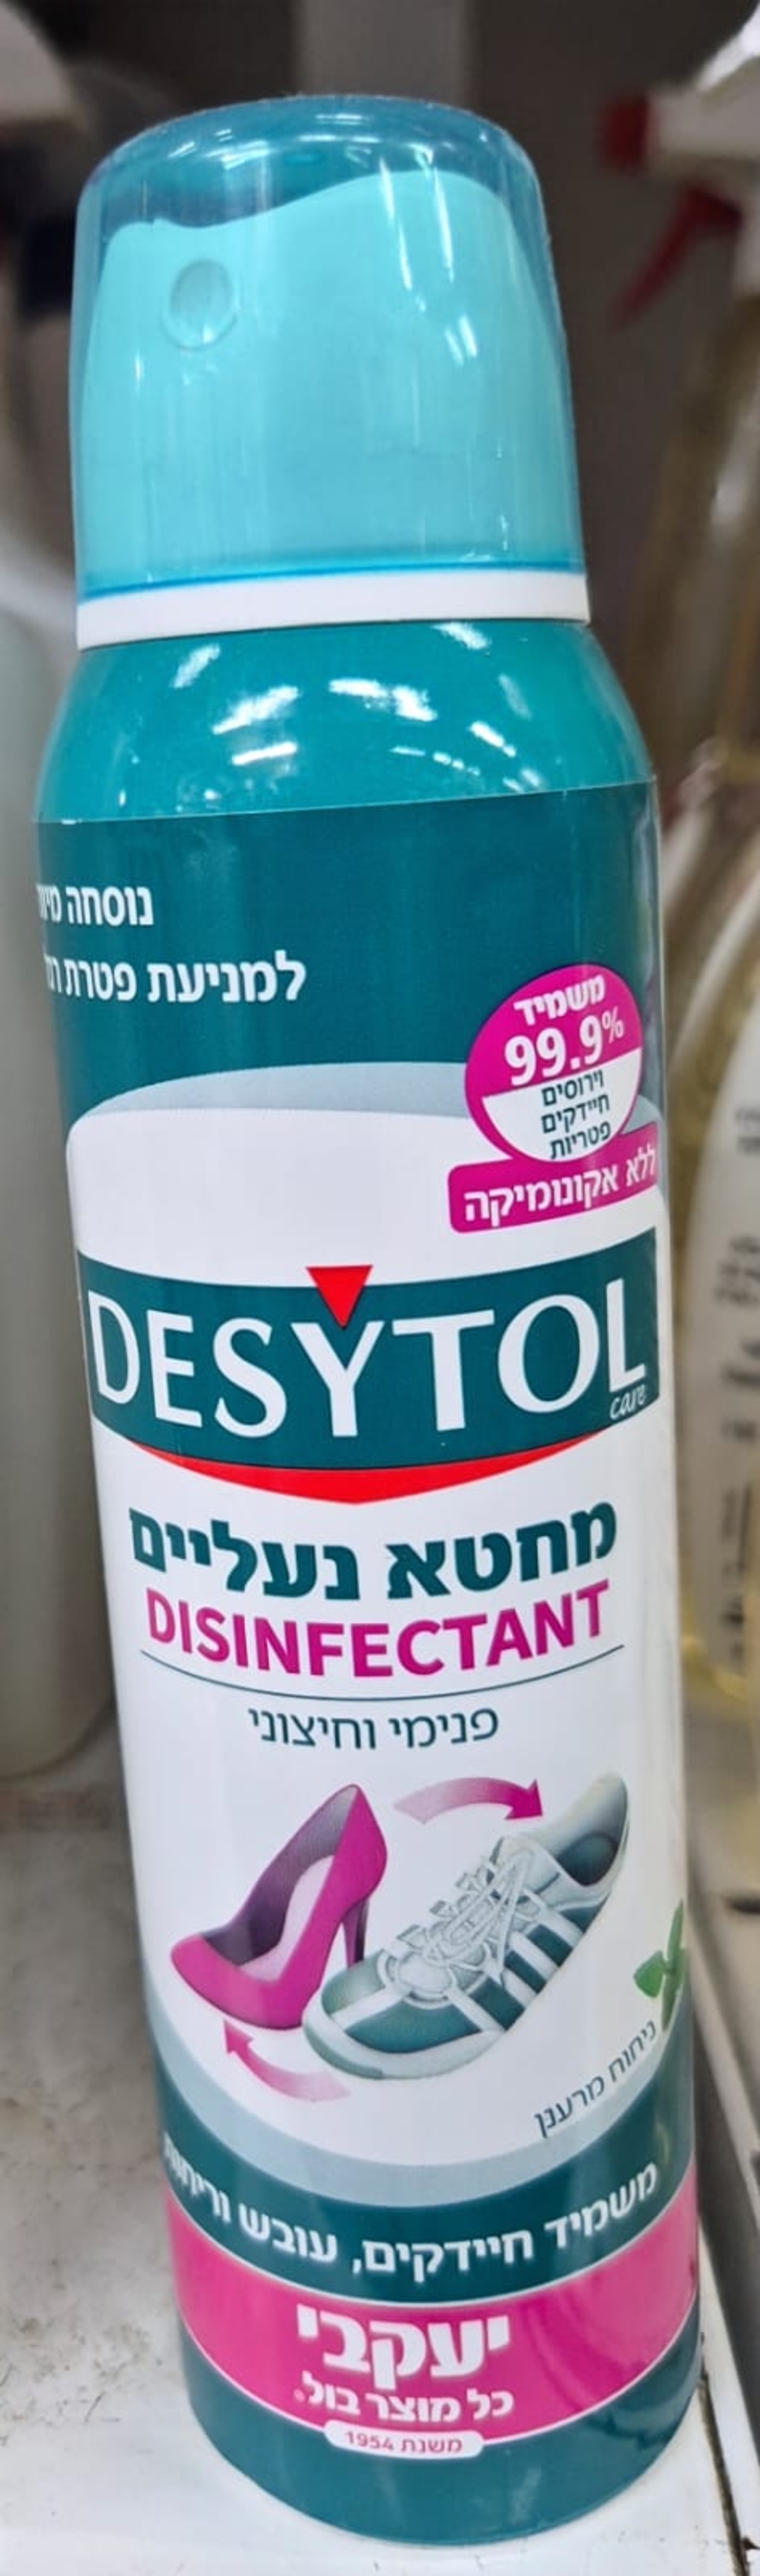 נוסחה
למניעת פטרת
משמיד
99.9%
וירוסים
חיידקים
פטריות
ללא אקונומיקה
DESYTOL
care
מחטא נעליים
DISINFECTANT
פנימי וחיצוני
ניחוח מרענן
משמיד חיידקים, עובש
יעקבי
כל מוצר בול.
משנת 1954